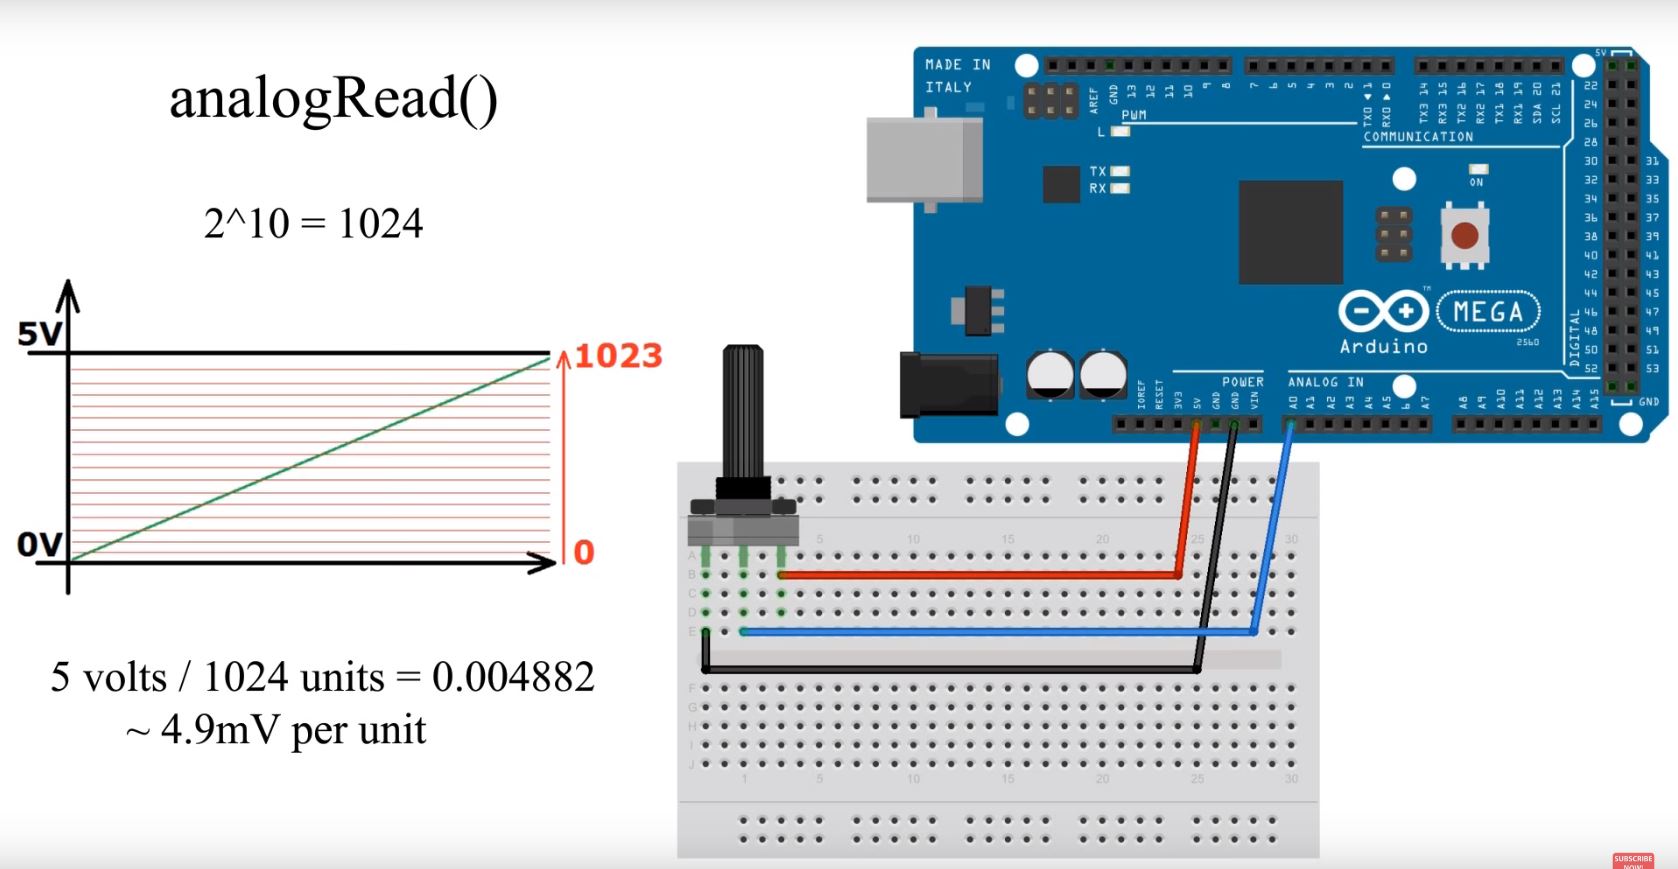 analogRead()
2^10 = 1024
5V
1023
0V
0
5 volts / 1024 units = 0.004882
~ 4.9mV per unit
MADE IN
ITALY
AREF
GND
13
12
11
10
9
8
7
6
5
4
3
2
TX0 ◄ 1
RX0 ► 0
TX3 14
RX3 15
TX2 16
RX2 17
TX1 18
RX1 19
SDA 20
SCL 21
5V
PWM
L
COMMUNICATION
TX
RX
ON
22
24
26
28
30 31
32 33
34 35
36 37
38 39
40 41
42 43
44 45
46 47
48 49
50 51
52 53
DIGITAL
GND
™
MEGA
2560
Arduino
POWER
ANALOG IN
IOREF
RESET
3V3
5V
GND
GND
VIN
A0
A1
A2
A3
A4
A5
6
A7
A8
A9
A10
A11
A12
A13
A14
A15
5 10 15 20 25 30
A
B
C
D
E
F
G
H
I
J
1 5 10 15 20 25 30
SUBSCRIBE
NOW!